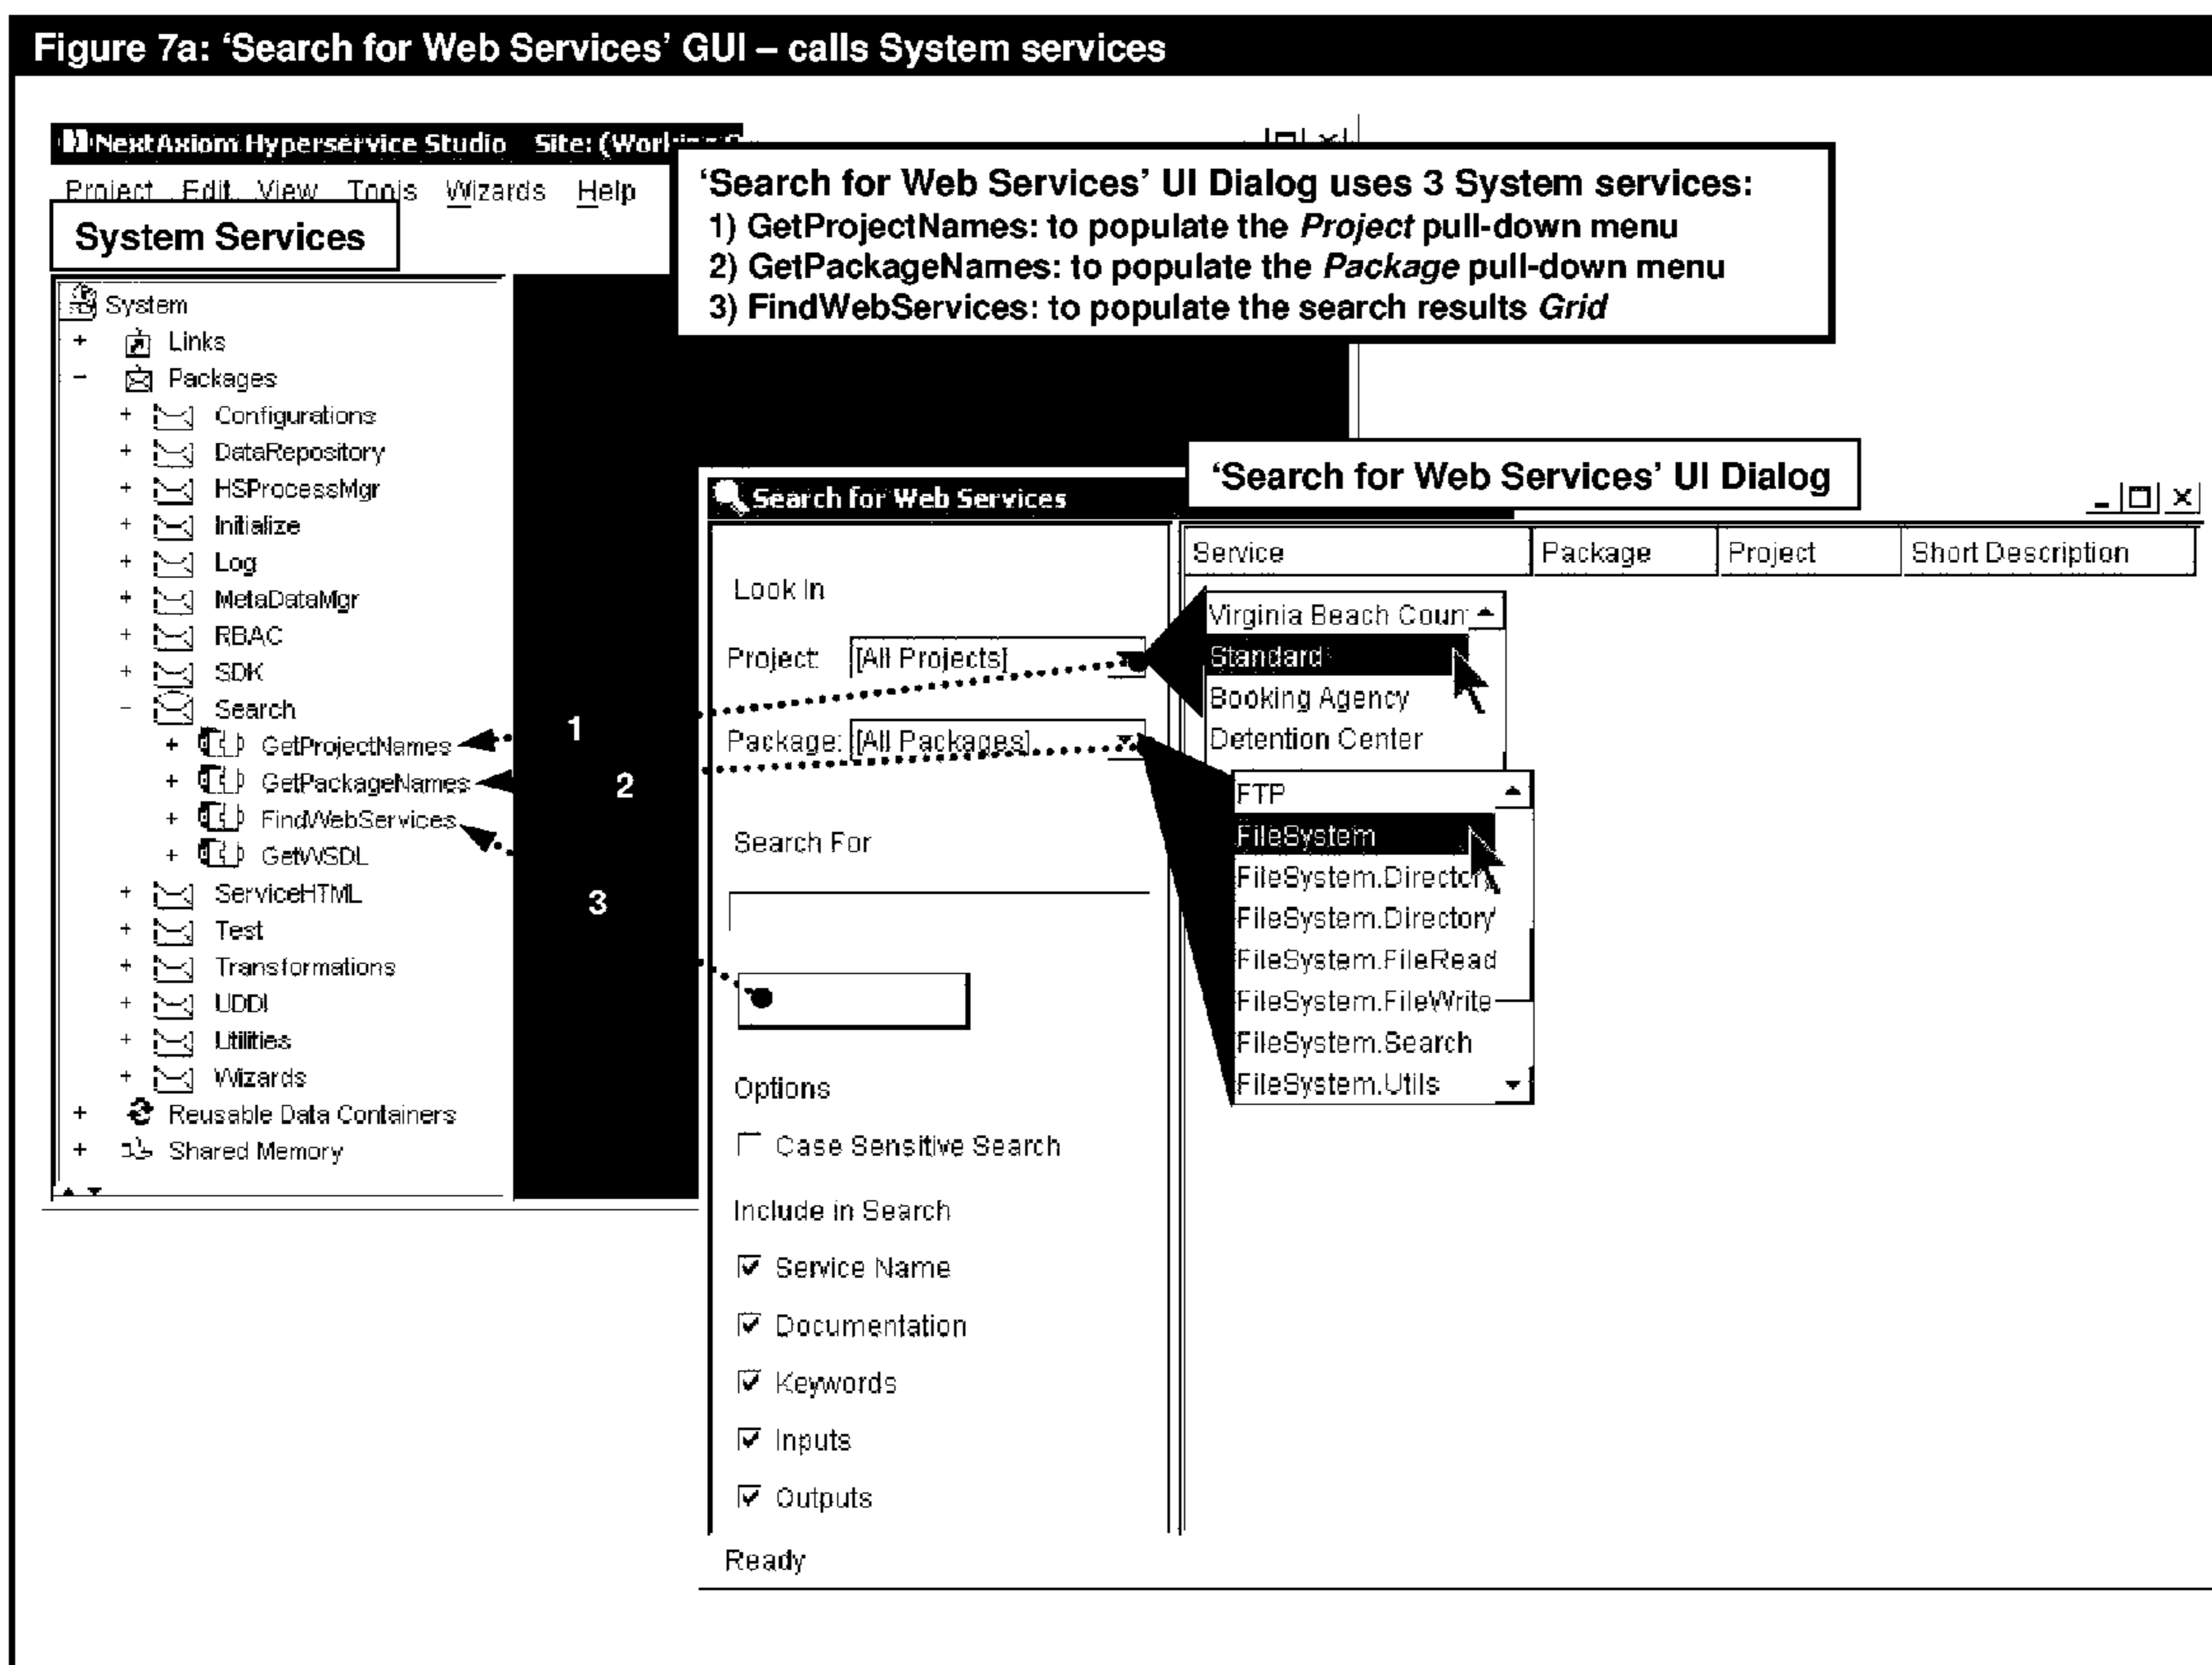 Figure 7a: ‘Search for Web Services’ GUI – calls System services
NextAxiom Hyperservice Studio Site: (Working
Project Edit View Tools Wizards Help
‘Search for Web Services’ UI Dialog uses 3 System services:
1) GetProjectNames: to populate the Project pull-down menu
2) GetPackageNames: to populate the Package pull-down menu
3) FindWebServices: to populate the search results Grid
System Services
System
+ Links
− Packages
+ Configurations
+ DataRepository
+ HSProcessMgr
+ Initialize
+ Log
+ MetaDataMgr
+ RBAC
+ SDK
− Search
+ GetProjectNames
+ GetPackageNames
+ FindWebServices
+ GetWSDL
+ ServiceHTML
+ Test
+ Transformations
+ UDDI
+ Utilities
+ Wizards
+ Reusable Data Containers
+ Shared Memory
1
2
3
‘Search for Web Services’ UI Dialog
Search for Web Services
Look In
Project: [All Projects]
Package: [All Packages]
Search For
Options
Case Sensitive Search
Include in Search
Service Name
Documentation
Keywords
Inputs
Outputs
Ready
Service Package Project Short Description
Virginia Beach Coun
Standard
Booking Agency
Detention Center
FTP
FileSystem
FileSystem.Directory
FileSystem.Directory
FileSystem.FileRead
FileSystem.FileWrite
FileSystem.Search
FileSystem.Utils